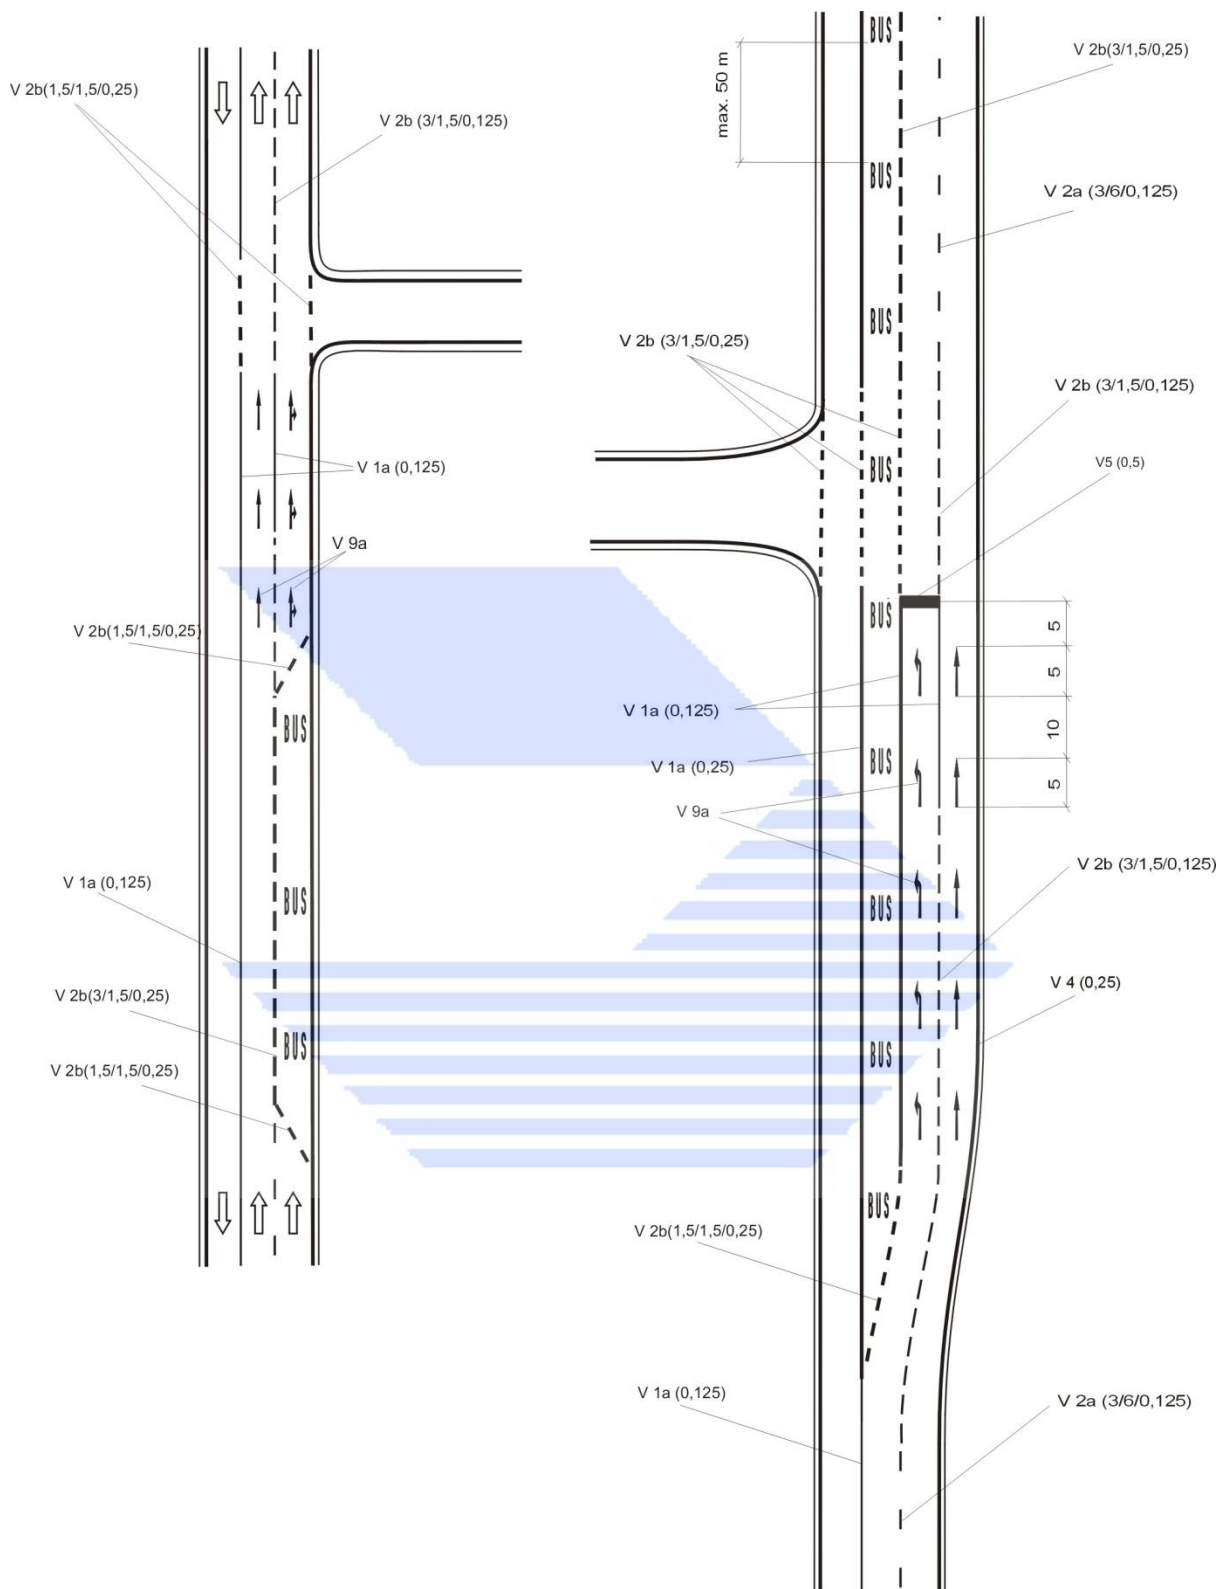 V 2b(1,5/1,5/0,25)
V 2b (3/1,5/0,125)
V 1a (0,125)
V 9a
V 2b(1,5/1,5/0,25)
BUS
BUS
V 1a (0,125)
V 2b(3/1,5/0,25)
BUS
V 2b(1,5/1,5/0,25)
BUS
V 2b(3/1,5/0,25)
max. 50 m
BUS
V 2a (3/6/0,125)
BUS
V 2b (3/1,5/0,25)
V 2b (3/1,5/0,125)
BUS
V5 (0,5)
BUS
5
5
V 1a (0,125)
10
BUS
V 1a (0,25)
5
V 9a
V 2b (3/1,5/0,125)
BUS
V 4 (0,25)
BUS
BUS
V 2b(1,5/1,5/0,25)
V 1a (0,125)
V 2a (3/6/0,125)